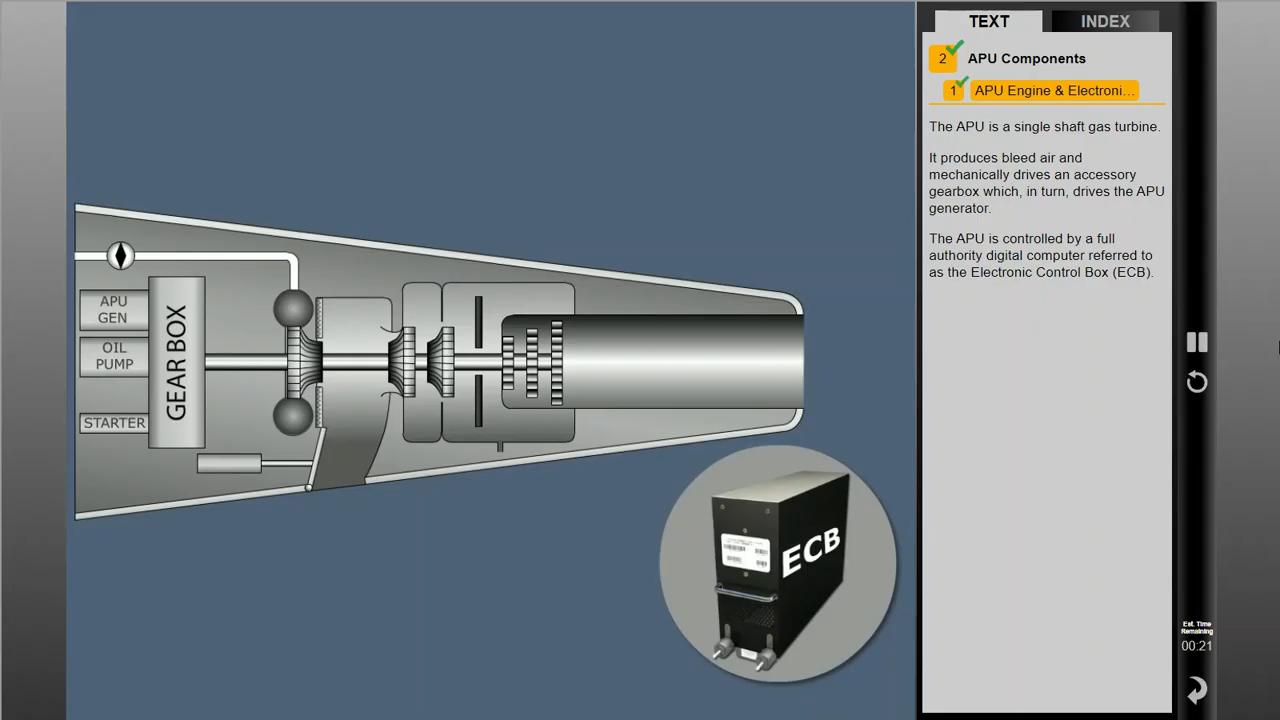 TEXT
INDEX
2
APU Components
1
APU Engine & Electroni...
The APU is a single shaft gas turbine.
It produces bleed air and
mechanically drives an accessory
gearbox which, in turn, drives the APU
generator.
The APU is controlled by a full
authority digital computer referred to
as the Electronic Control Box (ECB).
APU
GEN
OIL
PUMP
STARTER
GEAR BOX
ECB
Est. Time
Remaining
00:21